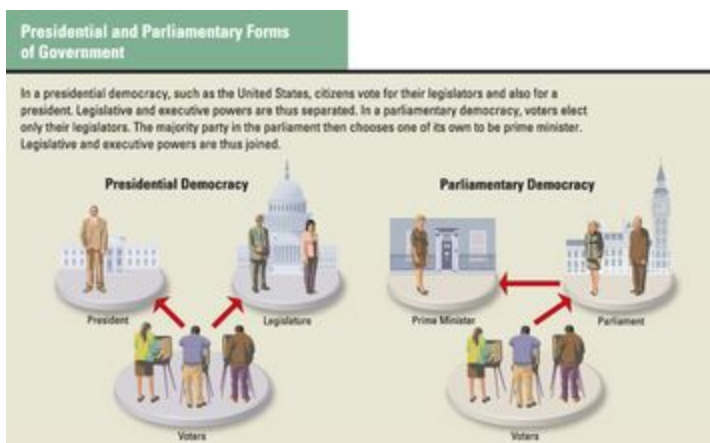 Presidential and Parliamentary Forms
of Government
In a presidential democracy, such as the United States, citizens vote for their legislators and also for a
president. Legislative and executive powers are thus separated. In a parliamentary democracy, voters elect
only their legislators. The majority party in the parliament then chooses one of its own to be prime minister.
Legislative and executive powers are thus joined.
Presidential Democracy
Parliamentary Democracy
President
Legislature
Prime Minister
Parliament
Voters
Voters